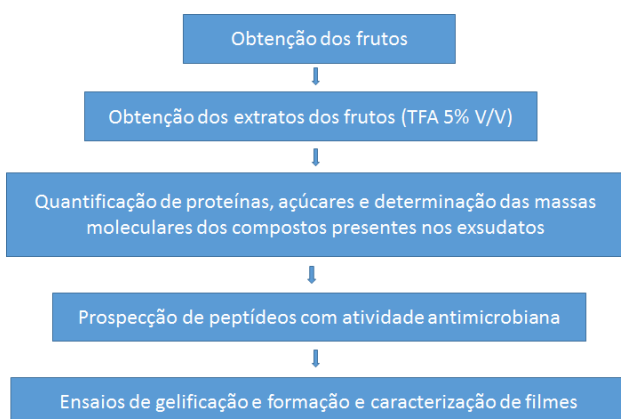 Obtenção dos frutos
Obtenção dos extratos dos frutos (TFA 5% V/V)
Quantificação de proteínas, açúcares e determinação das massas
moleculares dos compostos presentes nos exsudatos
Prospecção de peptídeos com atividade antimicrobiana
Ensaios de gelificação e formação e caracterização de filmes